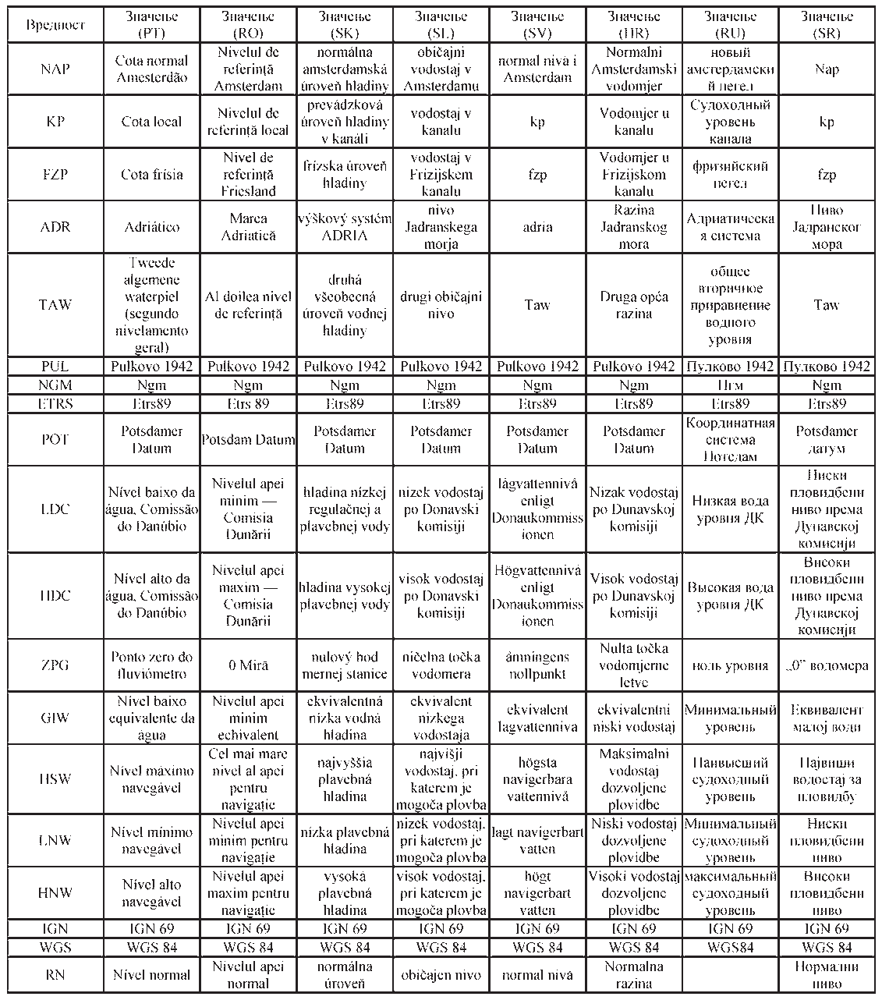 Вредност
Значење
(PT)
Значење
(RO)
Значење
(SK)
Значење
(SL)
Значење
(SV)
Значење
(HR)
Значење
(RU)
Значење
(SR)
NAP
Cota normal
Amesterdão
Nivelul de
referinţă
Amsterdam
normálna
amsterdamská
úroveň hladiny
običajni
vodostaj v
Amsterdamu
normal nivå i
Amsterdam
Normalni
Amsterdamski
vodomjer
новый
амстердамски
й пегел
Nap
KP
Cota local
Nivelul de
referinţă local
prevádzková
úroveň hladiny
v kanáli
vodostaj v
kanalu
kp
Vodomjer u
kanalu
Судоходный
уровень
канала
kp
FZP
Cota frísia
Nivel de
referinţă
Friesland
frízska úroveň
hladiny
vodostaj v
Frizijskem
kanalu
fzp
Vodomjer u
Frizijskom
kanalu
фризийский
пегел
fzp
ADR
Adriático
Marea
Adriatică
výškový systém
ADRIA
nivo
Jadranskega
morja
adria
Razina
Jadranskog
mora
Адриатическа
я система
Ниво
Јадранског
мора
TAW
Tweede
algemene
waterpiel
(segundo
nivelamento
geral)
Al doilea nivel
de referinţă
druhá
všeobecná
úroveň vodnej
hladiny
drugi običajni
nivo
Taw
Druga opća
razina
общее
вторичное
приравнение
водного
уровня
Taw
PUL
Pulkovo 1942
Pulkovo 1942
Pulkovo 1942
Pulkovo 1942
Pulkovo 1942
Pulkovo 1942
Пулково 1942
Пулково 1942
NGM
Ngm
Ngm
Ngm
Ngm
Ngm
Ngm
Нгм
Ngm
ETRS
Etrs89
Etrs 89
Etrs89
Etrs89
Etrs89
Etrs89
Etrs89
Etrs89
POT
Potsdamer
Datum
Potsdam Datum
Potsdamer
Datum
Potsdamer
Datum
Potsdamer
Datum
Potsdamer
Datum
Координатная
система
Потсдам
Potsdamer
датум
LDC
Nível baixo da
água, Comissão
do Danúbio
Nivelul apei
minim —
Comisia
Dunării
hladina nízkej
regulačnej a
plavebnej vody
nizek vodostaj
po Donavski
komisiji
lågvattennivå
enligt
Donaukommiss
ionen
Nizak vodostaj
po Dunavskoj
komisiji
Низкая вода
уровня ДК
Ниски
пловидбени
ниво према
Дунавској
комисији
HDC
Nível alto da
água, Comissão
do Danúbio
Nivelul apei
maxim —
Comisia
Dunării
hladina vysokej
plavebnej vody
visok vodostaj
po Donavski
komisiji
Högvattennivå
enligt
Donaukommiss
ionen
Visok vodostaj
po Dunavskoj
komisiji
Высокая вода
уровня ДК
Високи
пловидбени
ниво према
Дунавској
комисији
ZPG
Ponto zero do
fluviómetro
0 Miră
nulový bod
mernej stanice
ničelna točka
vodomera
ämningens
nollpunkt
Nulta točka
vodomjerne
letve
ноль уровня
„0” водомера
GIW
Nível baixo
equivalente da
água
Nivelul apei
minim
echivalent
ekvivalentná
nízka vodná
hladina
ekvivalent
nizkega
vodostaja
ekvivalent
lagvattenniva
ekvivalentni
niski vodostaj
Минимальный
уровень
Еквивалент
малој води
HSW
Nível máximo
navegável
Cel mai mare
nivel al apei
pentru
navigaţie
najvyššia
plavebná
hladina
najvišji
vodostaj, pri
katerem je
mogoča plovba
högsta
navigerbara
vattennivå
Maksimalni
vodostaj
dozvoljene
plovidbe
Наивысший
судоходный
уровень
Највиши
водостај за
пловидбу
LNW
Nível mínimo
navegável
Nivelul apei
minim pentru
navigaţie
nízka plavebná
hladina
nizek vodostaj,
pri katerem je
mogoča plovba
lagt navigerbart
vatten
Niski vodostaj
dozvoljene
plovidbe
Минимальный
судоходный
уровень
Ниски
пловидбени
ниво
HNW
Nível alto
navegável
Nivelul apei
maxim pentru
navigaţie
vysoká
plavebná
hladina
visok vodostaj,
pri katerem je
mogoča plovba
högt
navigerbart
vatten
Visoki vodostaj
dozvoljene
plovidbe
максимальный
судоходный
уровень
Високи
пловидбени
ниво
IGN
IGN 69
IGN 69
IGN 69
IGN 69
IGN 69
IGN 69
IGN 69
IGN 69
WGS
WGS 84
WGS 84
WGS 84
WGS 84
WGS 84
WGS 84
WGS84
WGS 84
RN
Nível normal
Nivelul apei
normal
normálna
úroveň
običajen nivo
normal nivå
Normalna
razina
Нормални
ниво